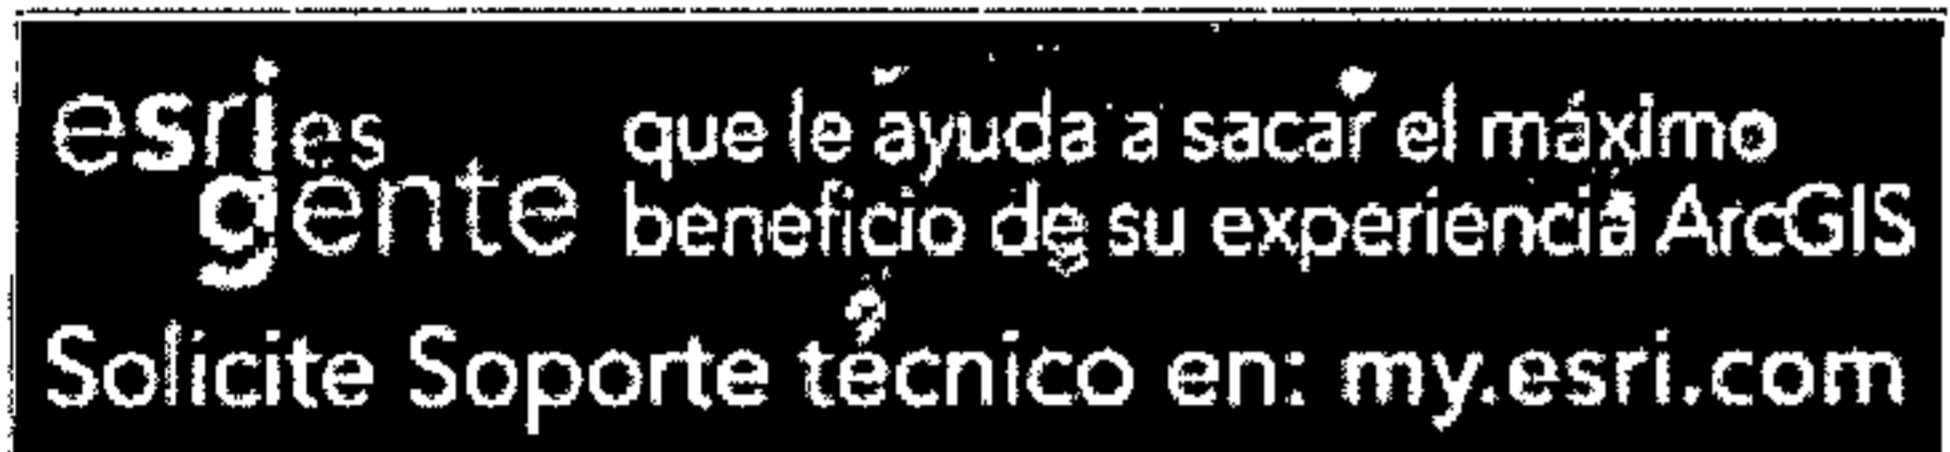 esri es gente
que le ayuda a sacar el máximo
beneficio de su experiencia ArcGIS
Solicite Soporte técnico en: my.esri.com